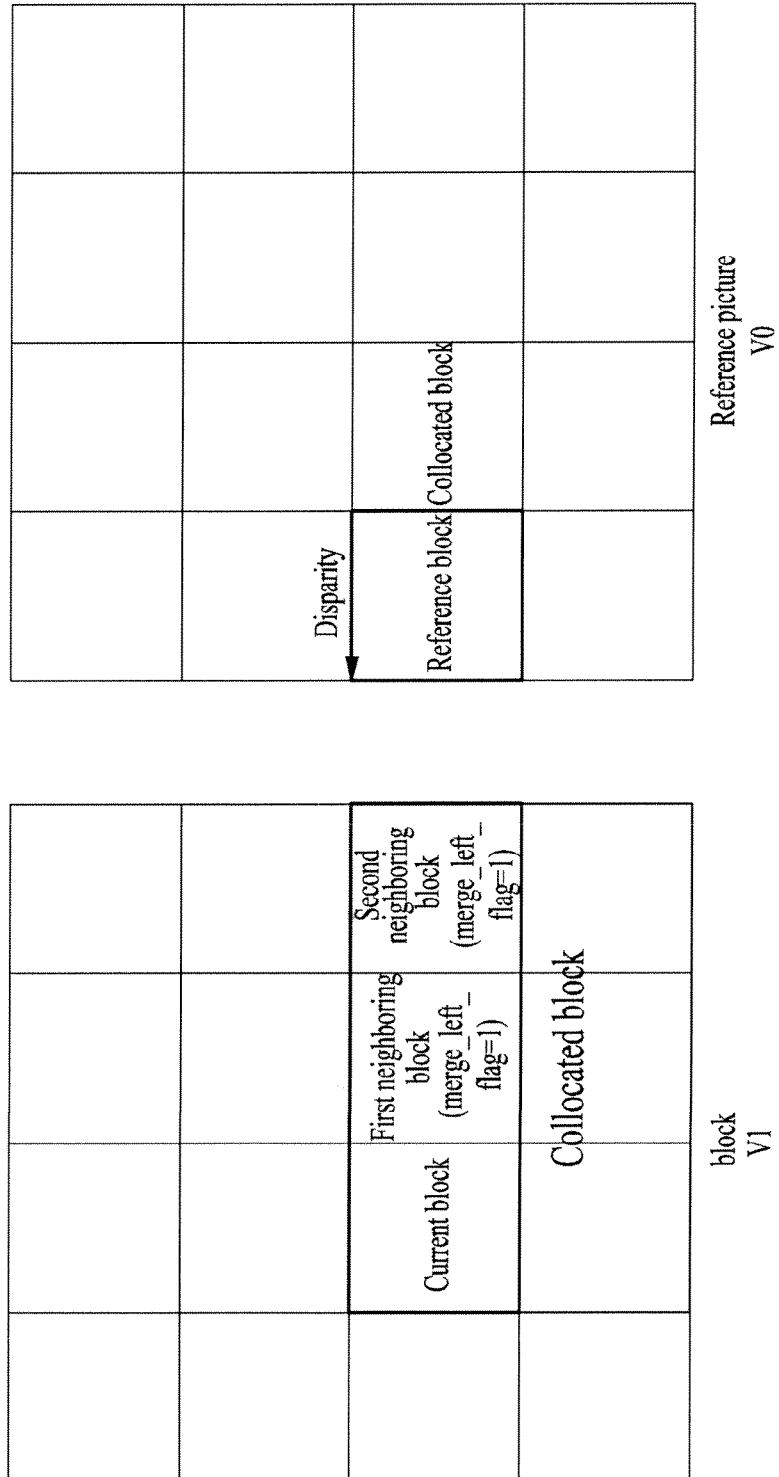 Current block
First neighboring
block
(merge_left_
flag=1)
Second
neighboring
block
(merge_left_
flag=1)
Collocated block
block
V1
Disparity
Reference block
Collocated block
Reference picture
V0